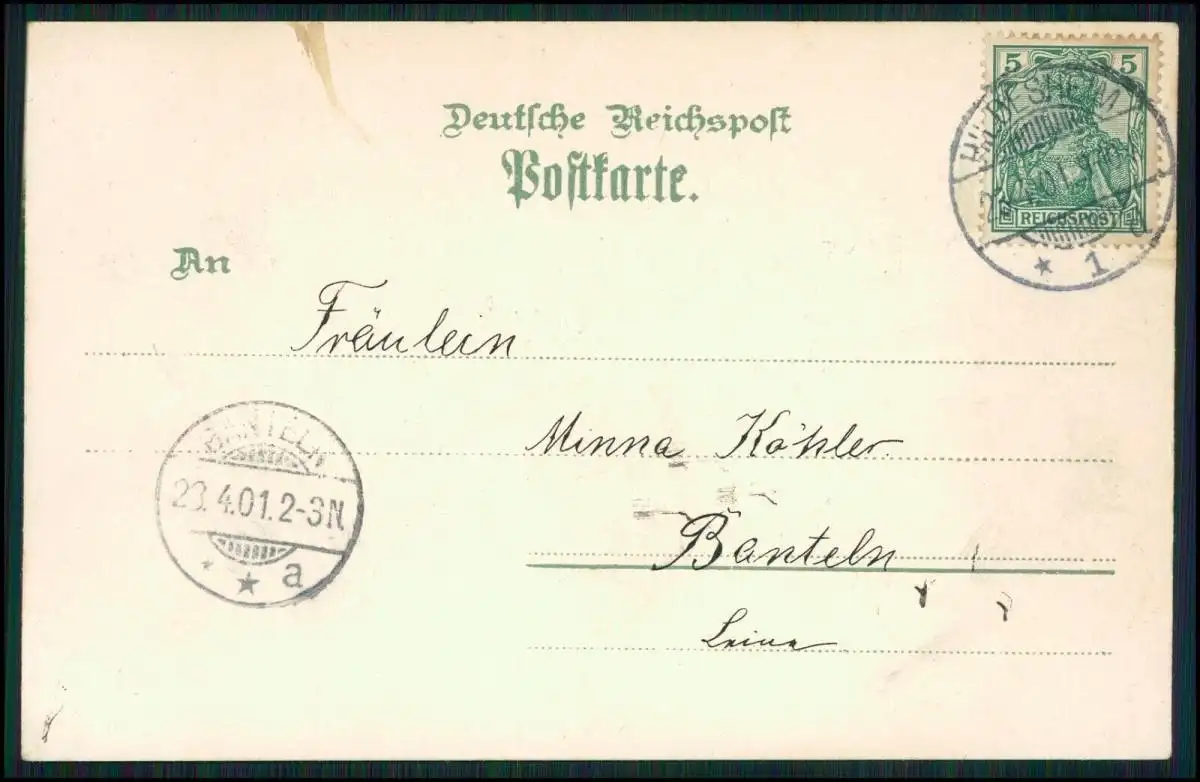 Deutsche Reichspost
Postkarte.
5 5
REICHSPOST
HILDESHEIM
* 1
An
Fräulein
Minna Köhler.
Banteln
Leine
BANTELN
23.4.01.2-3N.
* * a